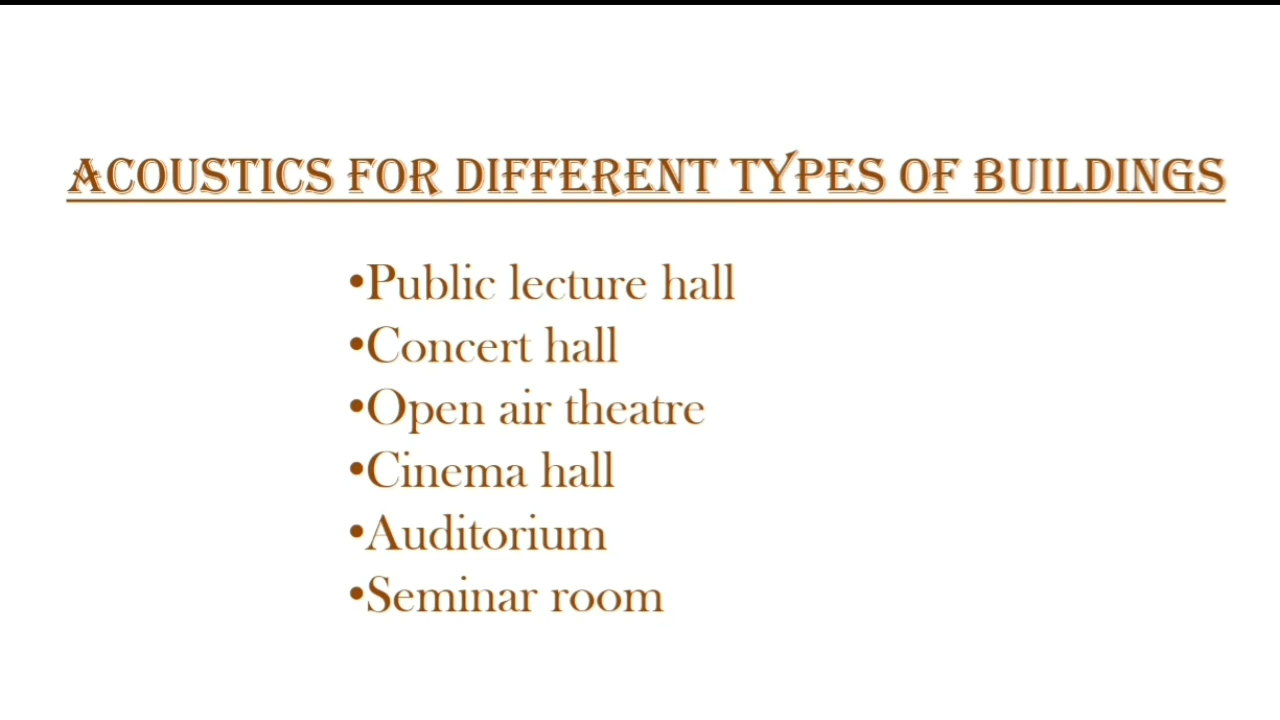 ACOUSTICS FOR DIFFERENT TYPES OF BUILDINGS
•Public lecture hall
•Concert hall
•Open air theatre
•Cinema hall
•Auditorium
•Seminar room